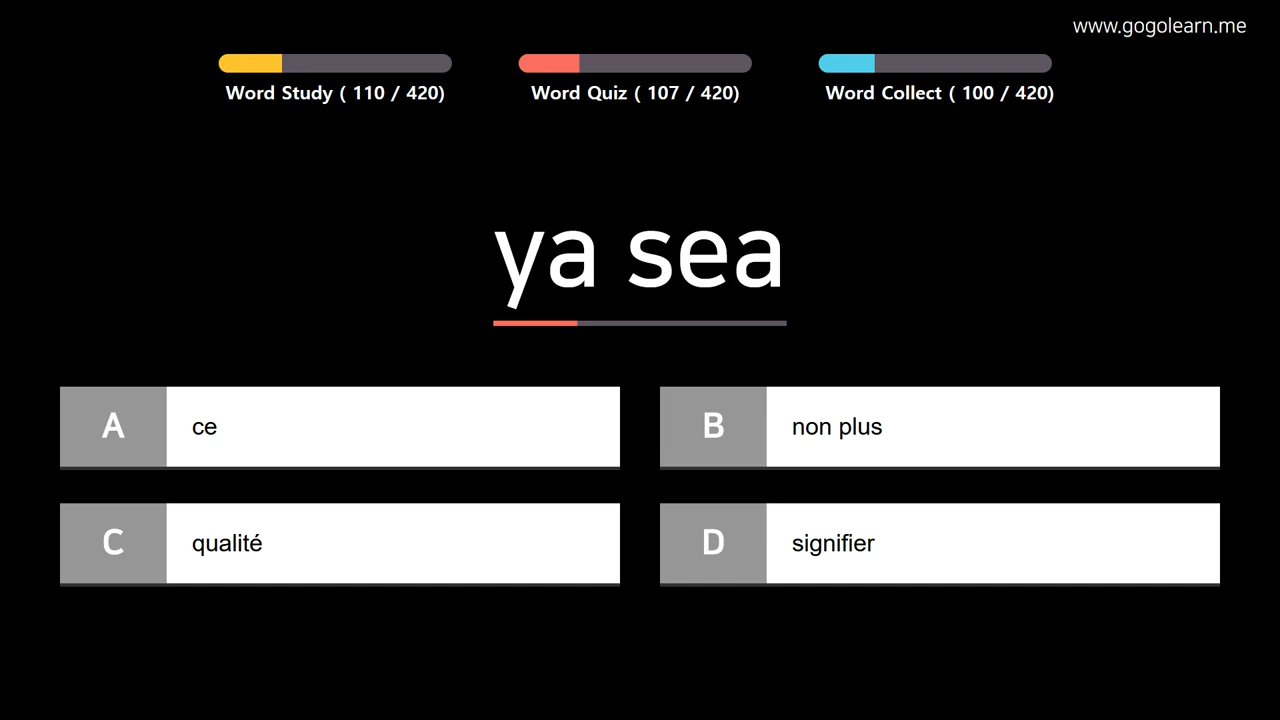 www.gogolearn.me
Word Study ( 110 / 420)
Word Quiz ( 107 / 420)
Word Collect ( 100 / 420)
ya sea
A ce
B non plus
C qualité
D signifier